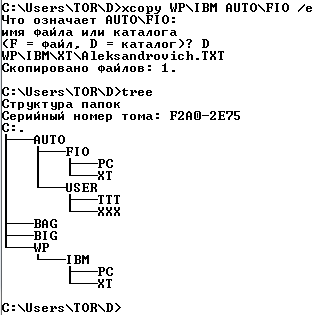 C:\Users\TOR\D>xcopy WP\IBM AUTO\FIO /e
Что означает AUTO\FIO:
имя файла или каталога
(F = файл, D = каталог)? D
WP\IBM\XT\Aleksandrovich.TXT
Скопировано файлов: 1.

C:\Users\TOR\D>tree
Структура папок
Серийный номер тома: F2A0-2E75
C:.
├───AUTO
│   ├───FIO
│   │   ├───PC
│   │   └───XT
│   └───USER
│       ├───TTT
│       └───XXX
├───BAG
├───BIG
└───WP
    └───IBM
        ├───PC
        └───XT

C:\Users\TOR\D>